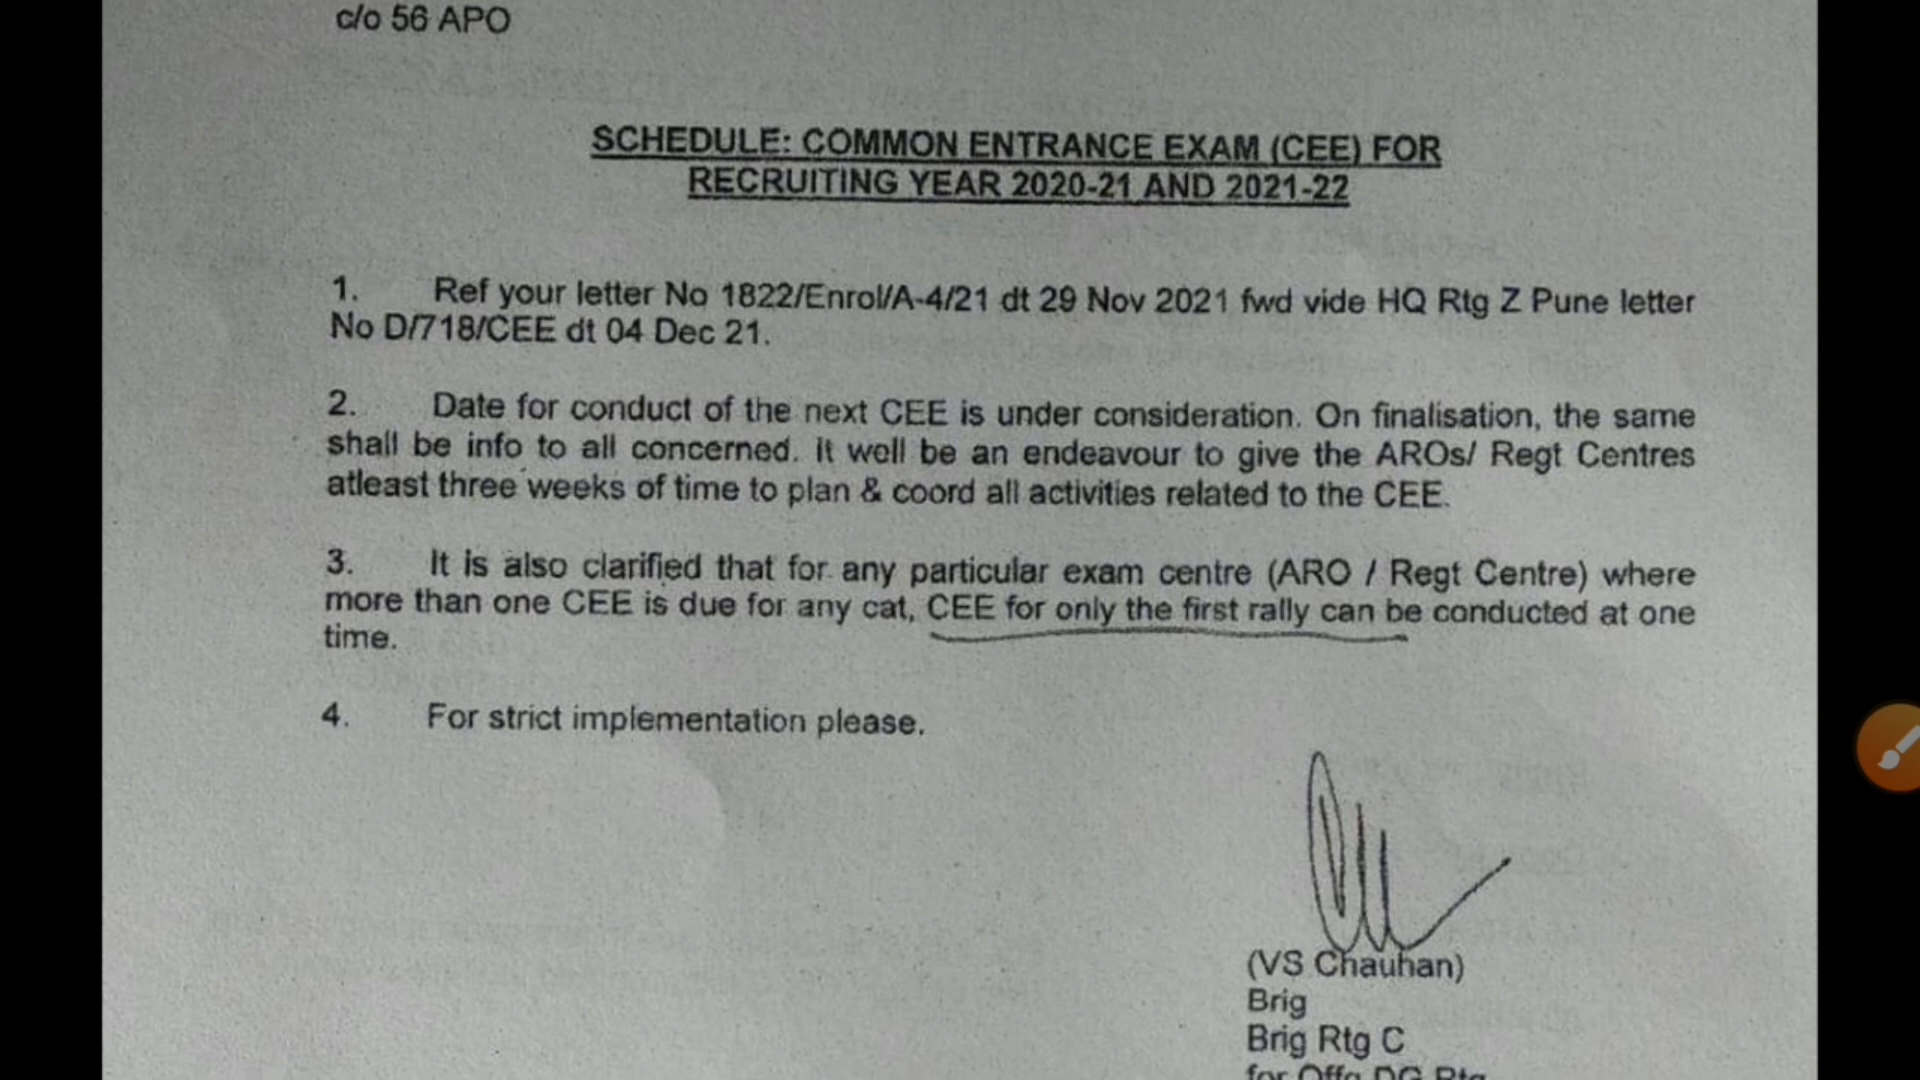 c/o 56 APO
SCHEDULE: COMMON ENTRANCE EXAM (CEE) FOR
RECRUITING YEAR 2020-21 AND 2021-22
1. Ref your letter No 1822/Enrol/A-4/21 dt 29 Nov 2021 fwd vide HQ Rtg Z Pune letter
No D/718/CEE dt 04 Dec 21.
2. Date for conduct of the next CEE is under consideration. On finalisation, the same
shall be info to all concerned. It well be an endeavour to give the AROs/ Regt Centres
atleast three weeks of time to plan & coord all activities related to the CEE.
3. It is also clarified that for any particular exam centre (ARO / Regt Centre) where
more than one CEE is due for any cat, CEE for only the first rally can be conducted at one
time.
4. For strict implementation please.
(VS Chauhan)
Brig
Brig Rtg C
for Offg DG Rtg